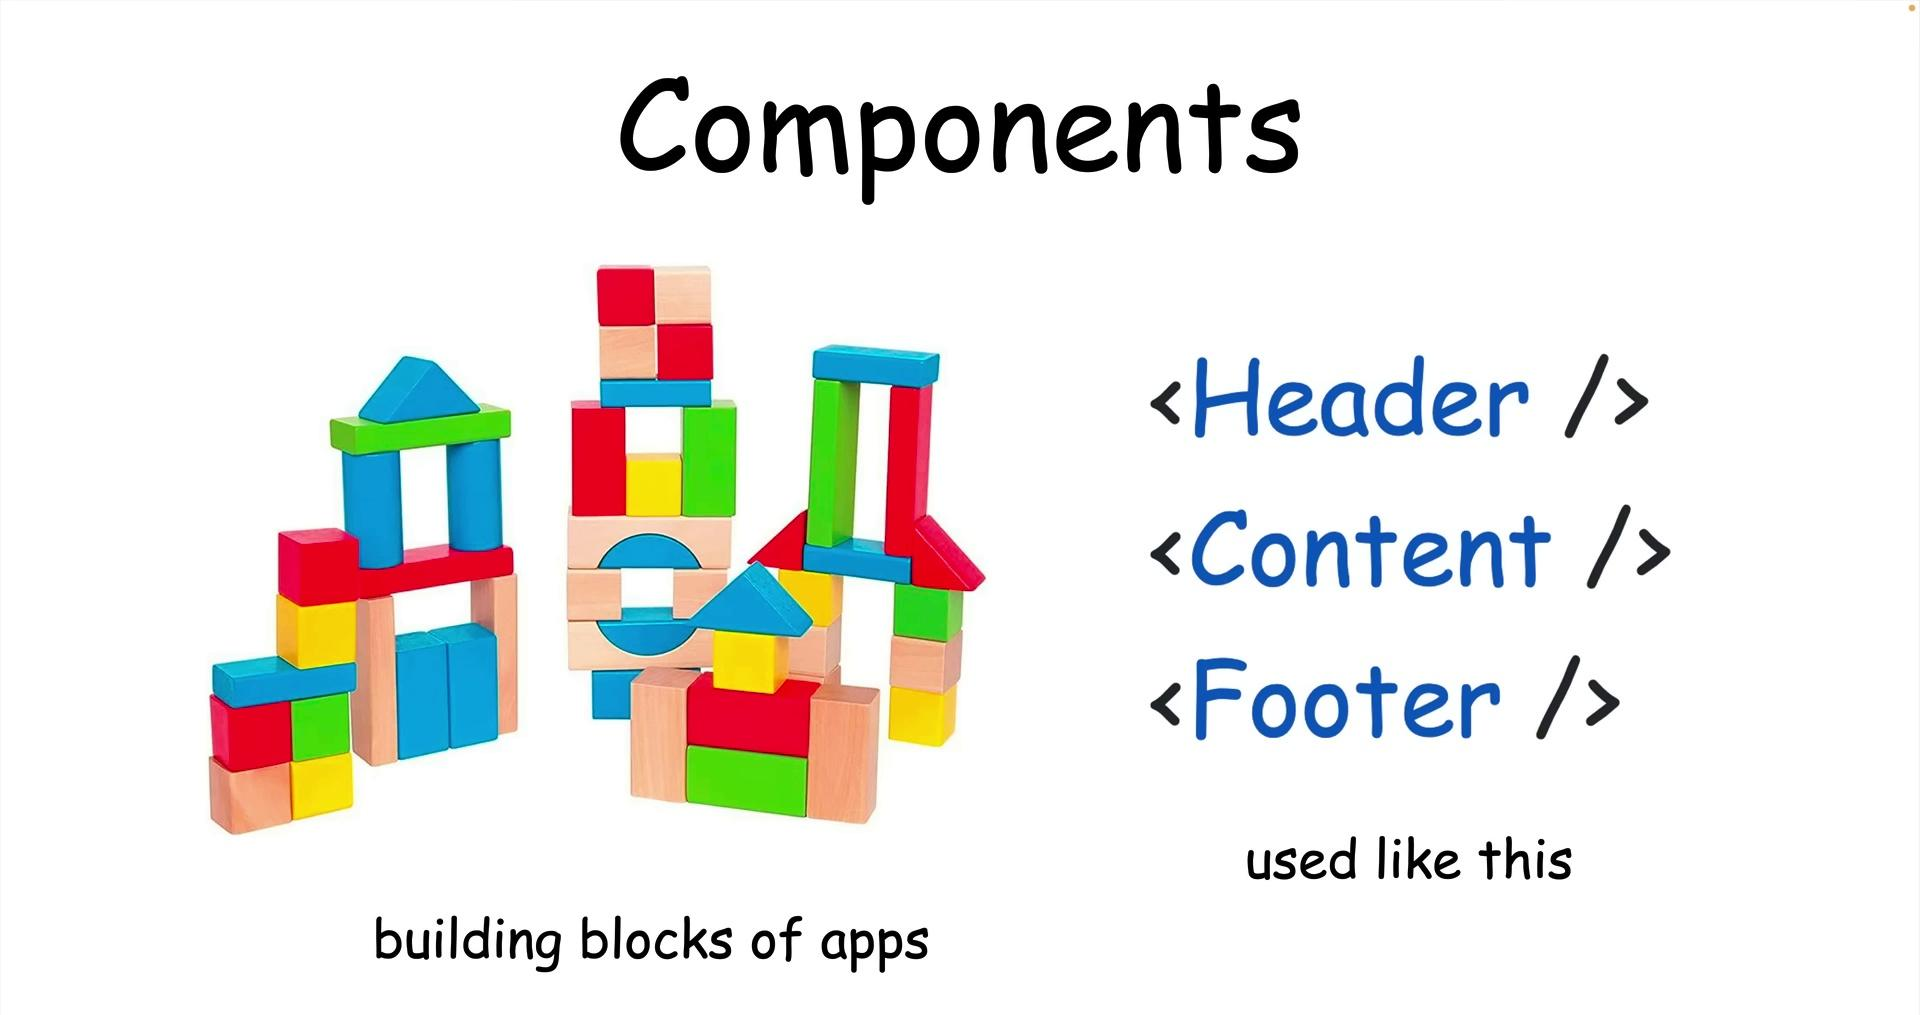 Components
<Header />
<Content />
<Footer />
used like this
building blocks of apps